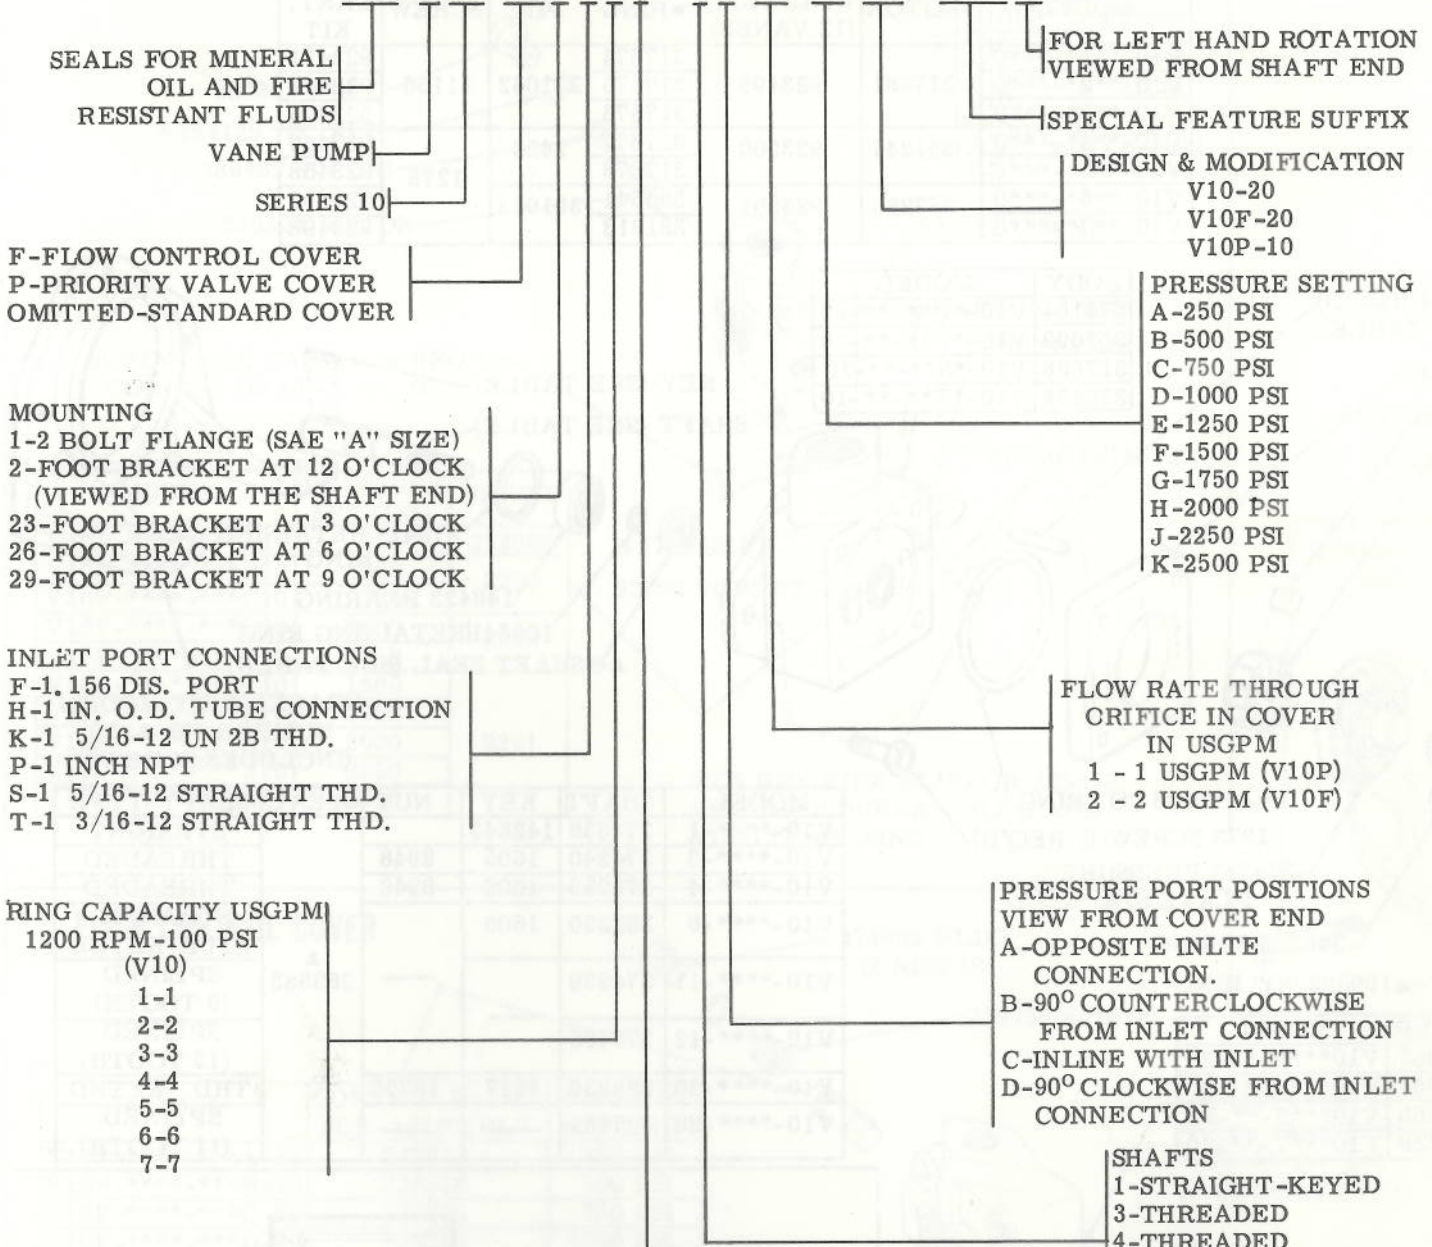 SEALS FOR MINERAL
OIL AND FIRE
RESISTANT FLUIDS
VANE PUMP
SERIES 10
F-FLOW CONTROL COVER
P-PRIORITY VALVE COVER
OMITTED-STANDARD COVER
MOUNTING
1-2 BOLT FLANGE (SAE "A" SIZE)
2-FOOT BRACKET AT 12 O'CLOCK
(VIEWED FROM THE SHAFT END)
23-FOOT BRACKET AT 3 O'CLOCK
26-FOOT BRACKET AT 6 O'CLOCK
29-FOOT BRACKET AT 9 O'CLOCK
INLET PORT CONNECTIONS
F-1.156 DIS. PORT
H-1 IN. O.D. TUBE CONNECTION
K-1 5/16-12 UN 2B THD.
P-1 INCH NPT
S-1 5/16-12 STRAIGHT THD.
T-1 3/16-12 STRAIGHT THD.
RING CAPACITY USGPM
1200 RPM-100 PSI
(V10)
1-1
2-2
3-3
4-4
5-5
6-6
7-7
FOR LEFT HAND ROTATION
VIEWED FROM SHAFT END
SPECIAL FEATURE SUFFIX
DESIGN & MODIFICATION
V10-20
V10F-20
V10P-10
PRESSURE SETTING
A-250 PSI
B-500 PSI
C-750 PSI
D-1000 PSI
E-1250 PSI
F-1500 PSI
G-1750 PSI
H-2000 PSI
J-2250 PSI
K-2500 PSI
FLOW RATE THROUGH
ORIFICE IN COVER
IN USGPM
1 - 1 USGPM (V10P)
2 - 2 USGPM (V10F)
PRESSURE PORT POSITIONS
VIEW FROM COVER END
A-OPPOSITE INLTE
CONNECTION.
B-90° COUNTERCLOCKWISE
FROM INLET CONNECTION
C-INLINE WITH INLET
D-90° CLOCKWISE FROM INLET
CONNECTION
SHAFTS
1-STRAIGHT-KEYED
3-THREADED
4-THREADED